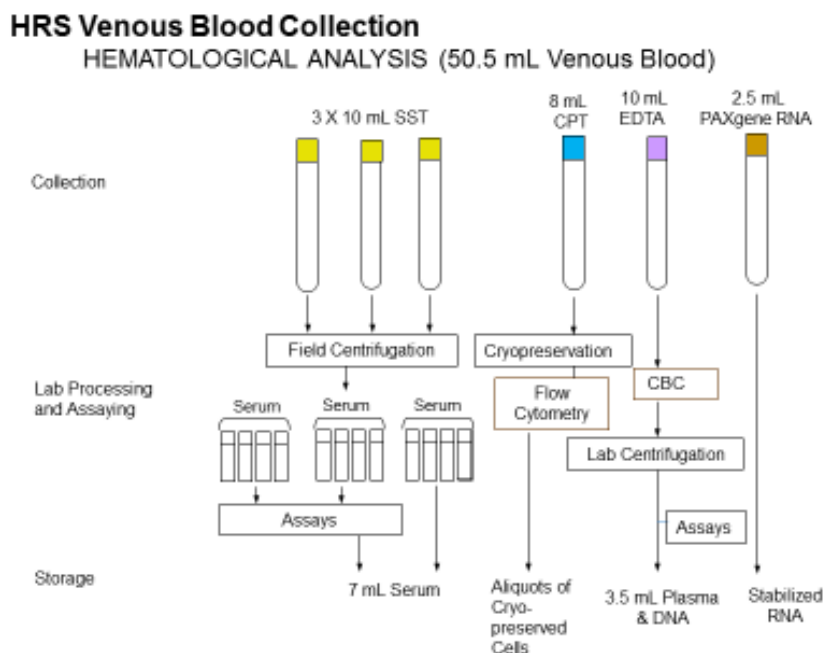 HRS Venous Blood Collection
HEMATOLOGICAL ANALYSIS (50.5 mL Venous Blood)
3 X 10 mL SST
8 mL
CPT
10 mL
EDTA
2.5 mL
PAXgene RNA
Collection
Field Centrifugation
Cryopreservation
Lab Processing
and Assaying
Flow
Cytometry
CBC
Serum
Serum
Serum
Lab Centrifugation
Assays
Assays
Storage
7 mL Serum
Aliquots of
Cryo-
preserved
Cells
3.5 mL Plasma
& DNA
Stabilized
RNA